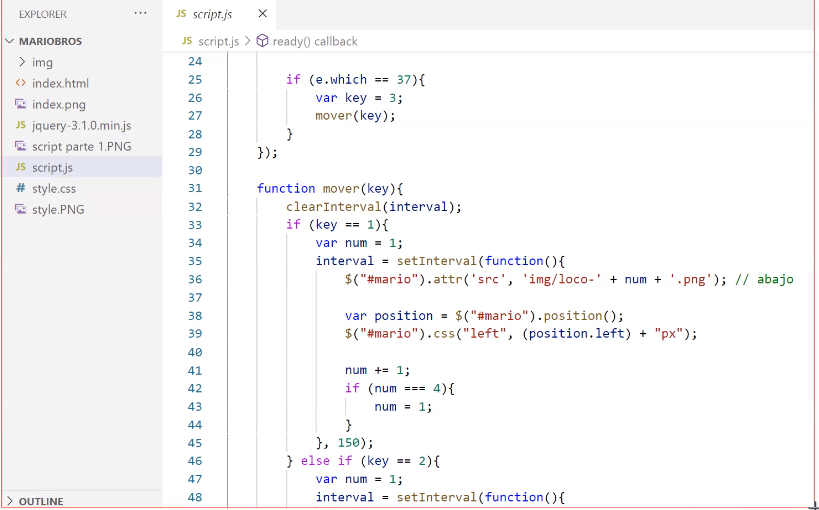 EXPLORER ···
MARIOBROS
img
<> index.html
index.png
JS jquery-3.1.0.min.js
script parte 1.PNG
JS script.js
# style.css
style.PNG
OUTLINE
JS script.js ×
JS script.js > ready() callback
24
25 if (e.which == 37){
26 var key = 3;
27 mover(key);
28 }
29 });
30
31 function mover(key){
32 clearInterval(interval);
33 if (key == 1){
34 var num = 1;
35 interval = setInterval(function(){
36 $("#mario").attr('src', 'img/loco-' + num + '.png'); // abajo
37
38 var position = $("#mario").position();
39 $("#mario").css("left", (position.left) + "px");
40
41 num += 1;
42 if (num === 4){
43 num = 1;
44 }
45 }, 150);
46 } else if (key == 2){
47 var num = 1;
48 interval = setInterval(function(){